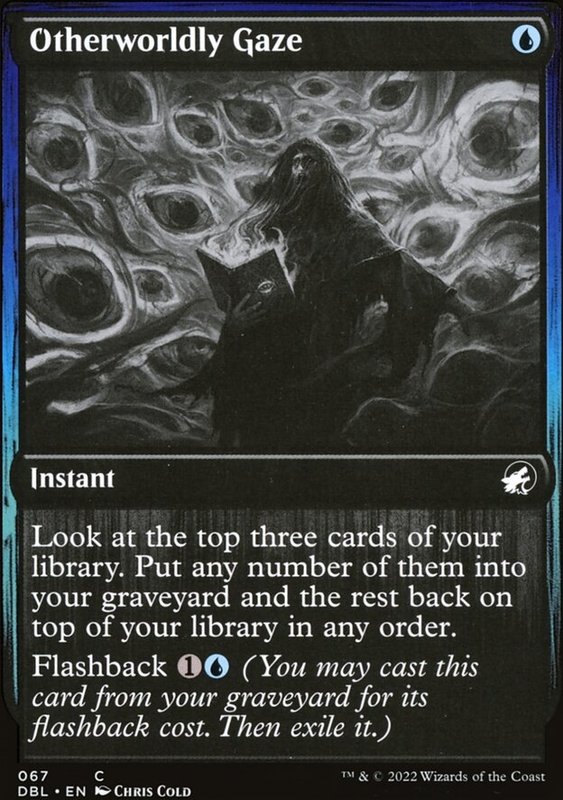 Otherworldly Gaze
Instant
Look at the top three cards of your
library. Put any number of them into
your graveyard and the rest back on
top of your library in any order.
Flashback 1 (You may cast this
card from your graveyard for its
flashback cost. Then exile it.)
067 C
DBL • EN Chris Cold
™ & © 2022 Wizards of the Coast